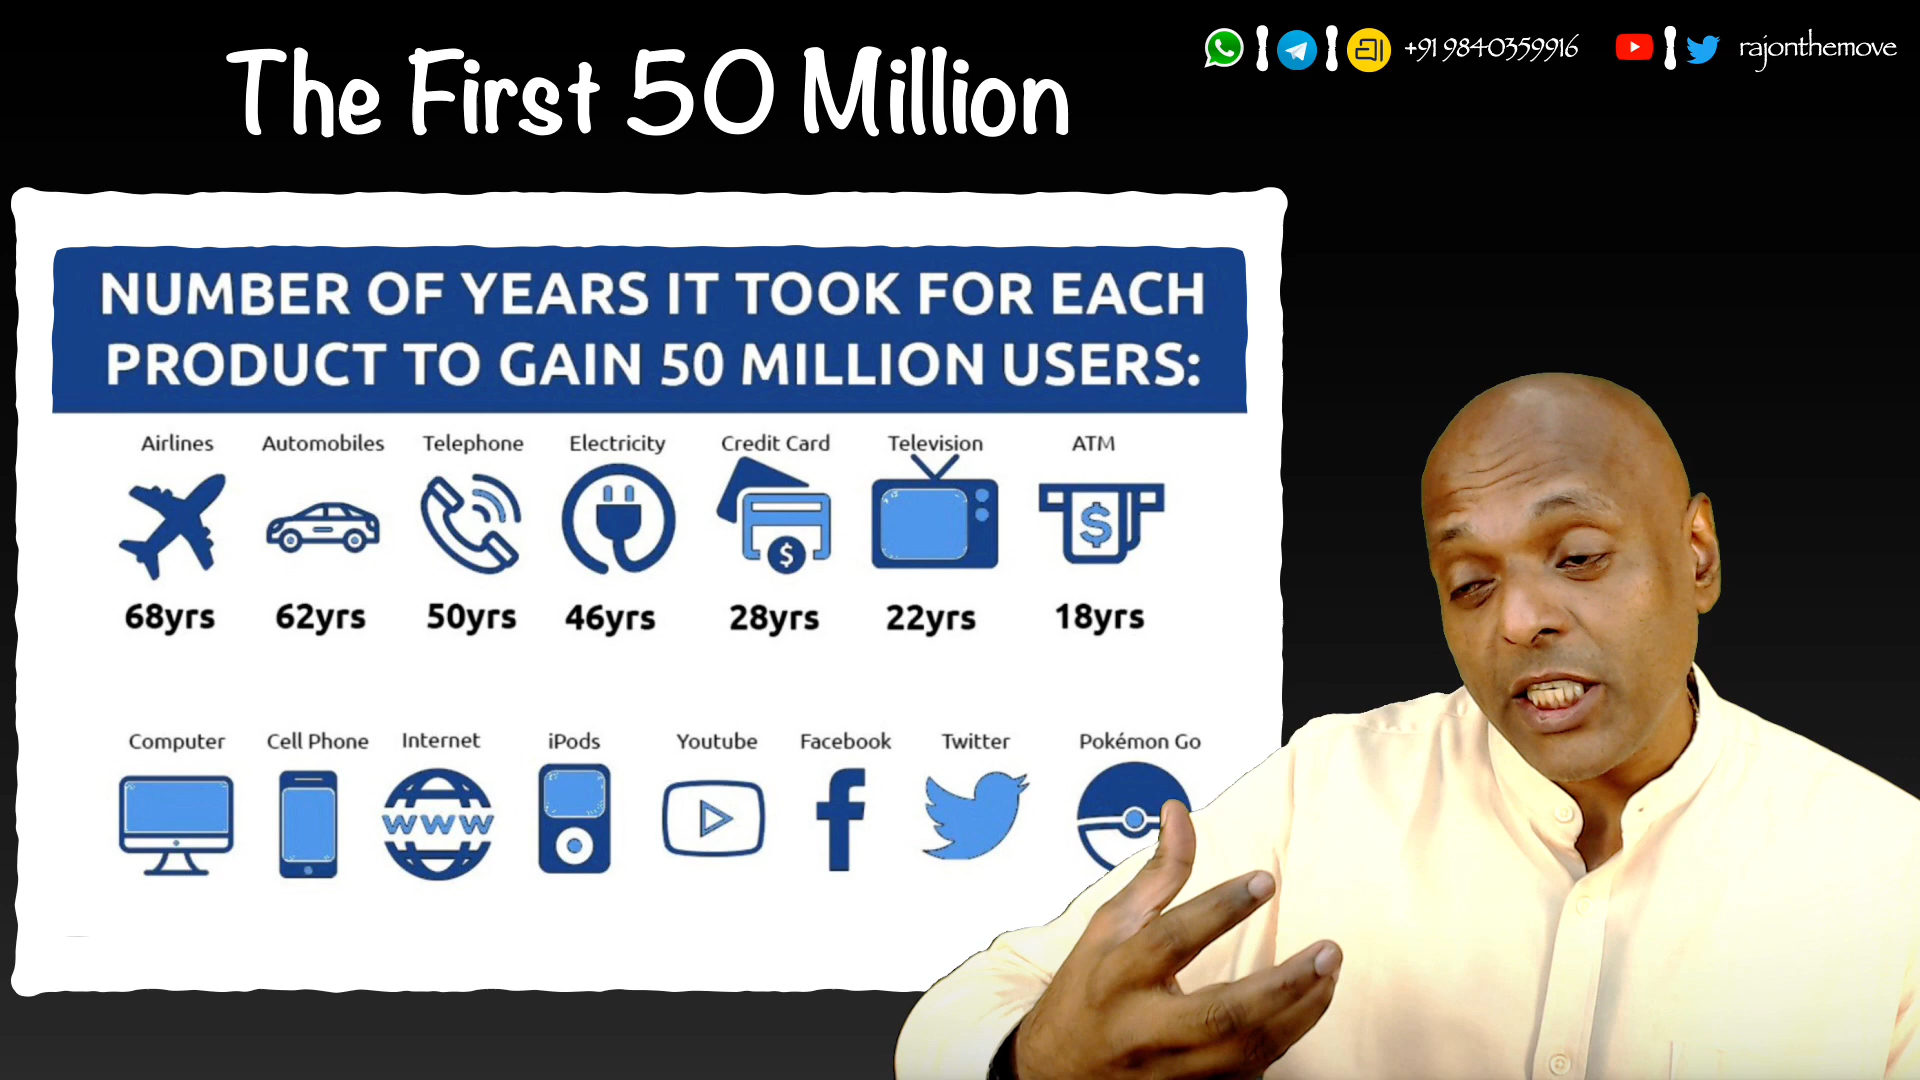 The First 50 Million
+91 9840359916 rajonthemove
NUMBER OF YEARS IT TOOK FOR EACH
PRODUCT TO GAIN 50 MILLION USERS:
Airlines Automobiles Telephone Electricity Credit Card Television ATM
$ $
68yrs 62yrs 50yrs 46yrs 28yrs 22yrs 18yrs
Computer Cell Phone Internet iPods Youtube Facebook Twitter Pokémon Go
www